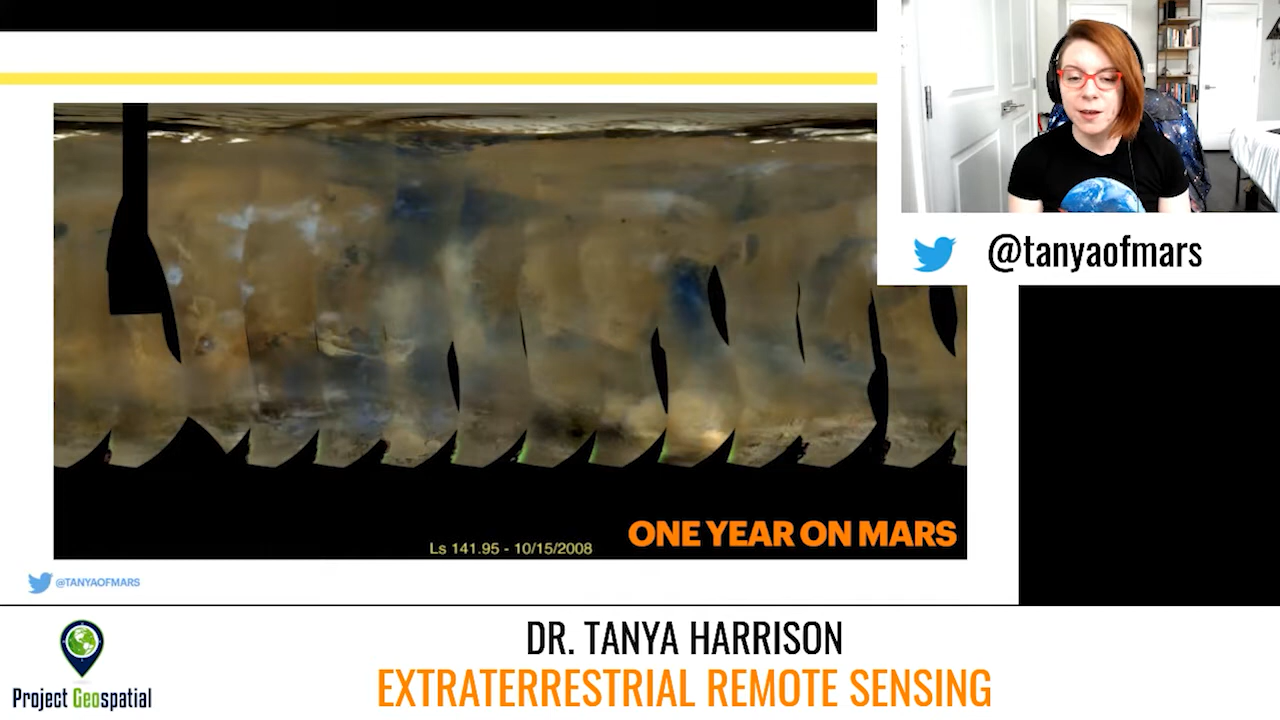 @tanyaofmars
ONE YEAR ON MARS
Ls 141.95 - 10/15/2008
@TANYAOFMARS
DR. TANYA HARRISON
EXTRATERRESTRIAL REMOTE SENSING
Project Geospatial